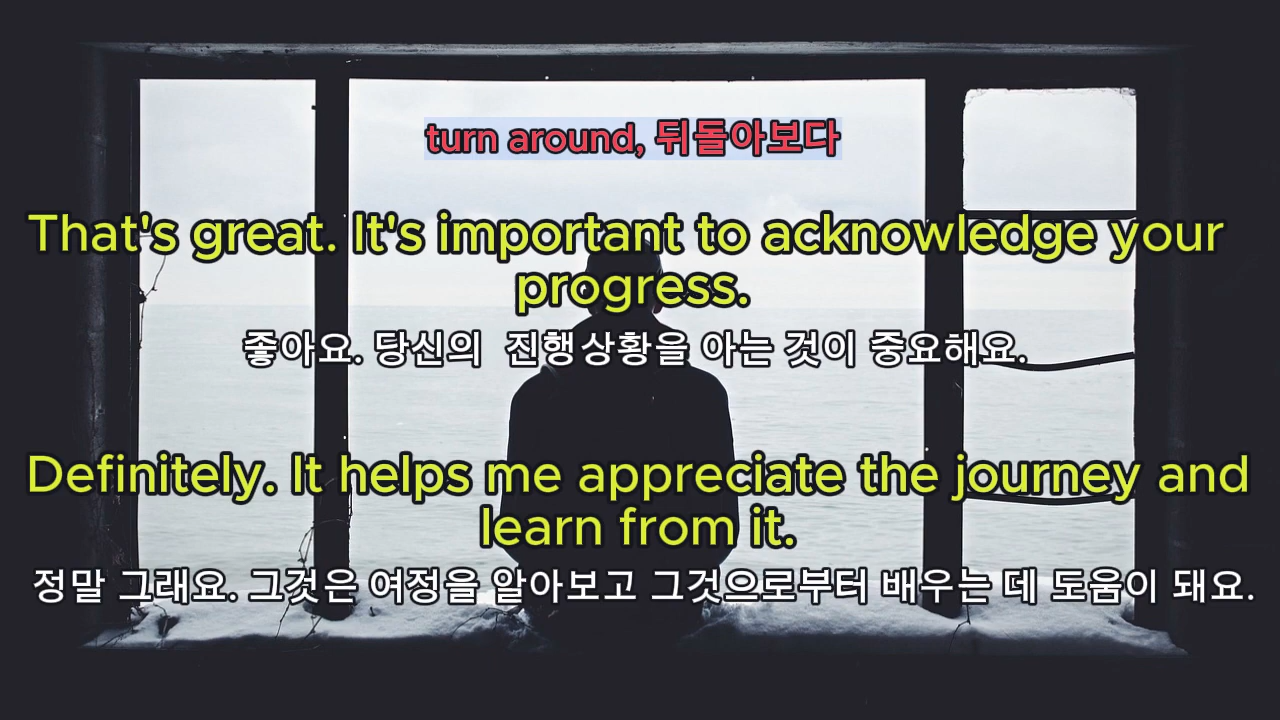 turn around, 뒤돌아보다
That's great. It's important to acknowledge your
progress.
좋아요. 당신의 진행상황을 아는 것이 중요해요.
Definitely. It helps me appreciate the journey and
learn from it.
정말 그래요. 그것은 여정을 알아보고 그것으로부터 배우는 데 도움이 돼요.